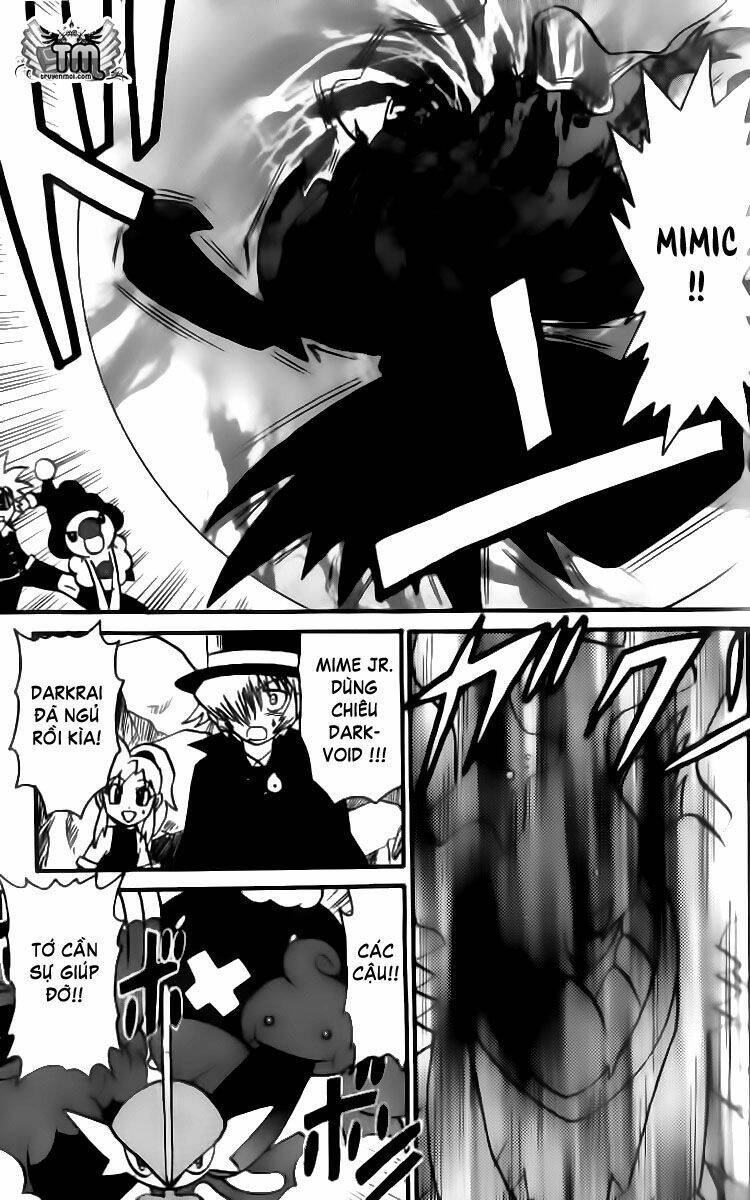 TM
truyenmoi.com
MIMIC
!!
MIME JR.
DÙNG
CHIÊU
DARK-
VOID !!!
DARKRAI
ĐÃ NGỦ
RỒI KÌA!
CÁC
CẬU!!
TỚ CẦN
SỰ GIÚP
ĐỠ!!